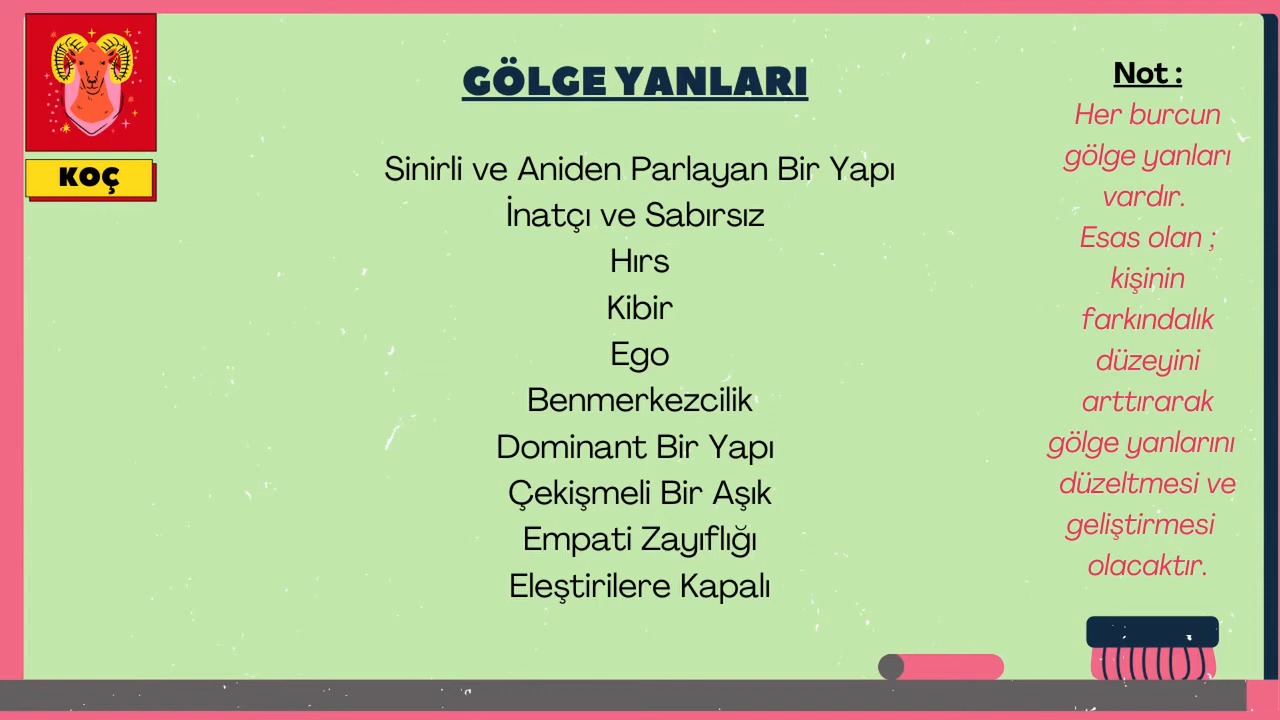 KOÇ
GÖLGE YANLARI
Sinirli ve Aniden Parlayan Bir Yapı
İnatçı ve Sabırsız
Hırs
Kibir
Ego
Benmerkezcilik
Dominant Bir Yapı
Çekişmeli Bir Aşık
Empati Zayıflığı
Eleştirilere Kapalı
Not :
Her burcun
gölge yanları
vardır.
Esas olan ;
kişinin
farkındalık
düzeyini
arttırarak
gölge yanlarını
düzeltmesi ve
geliştirmesi
olacaktır.